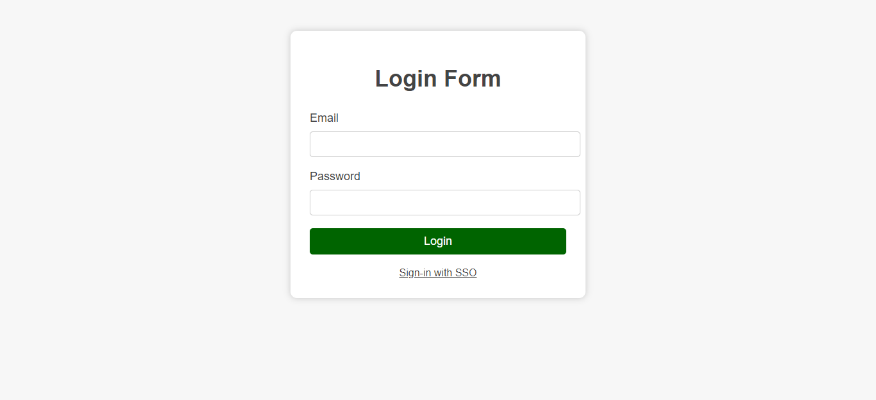 Login Form
Email
Password
Login
Sign-in with SSO